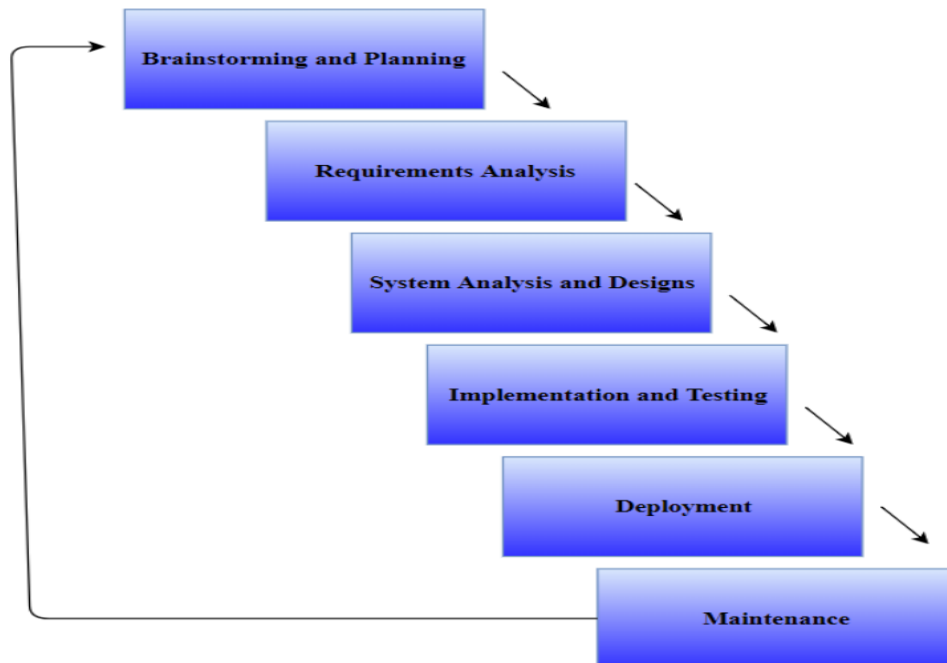 Brainstorming and Planning
Requirements Analysis
System Analysis and Designs
Implementation and Testing
Deployment
Maintenance